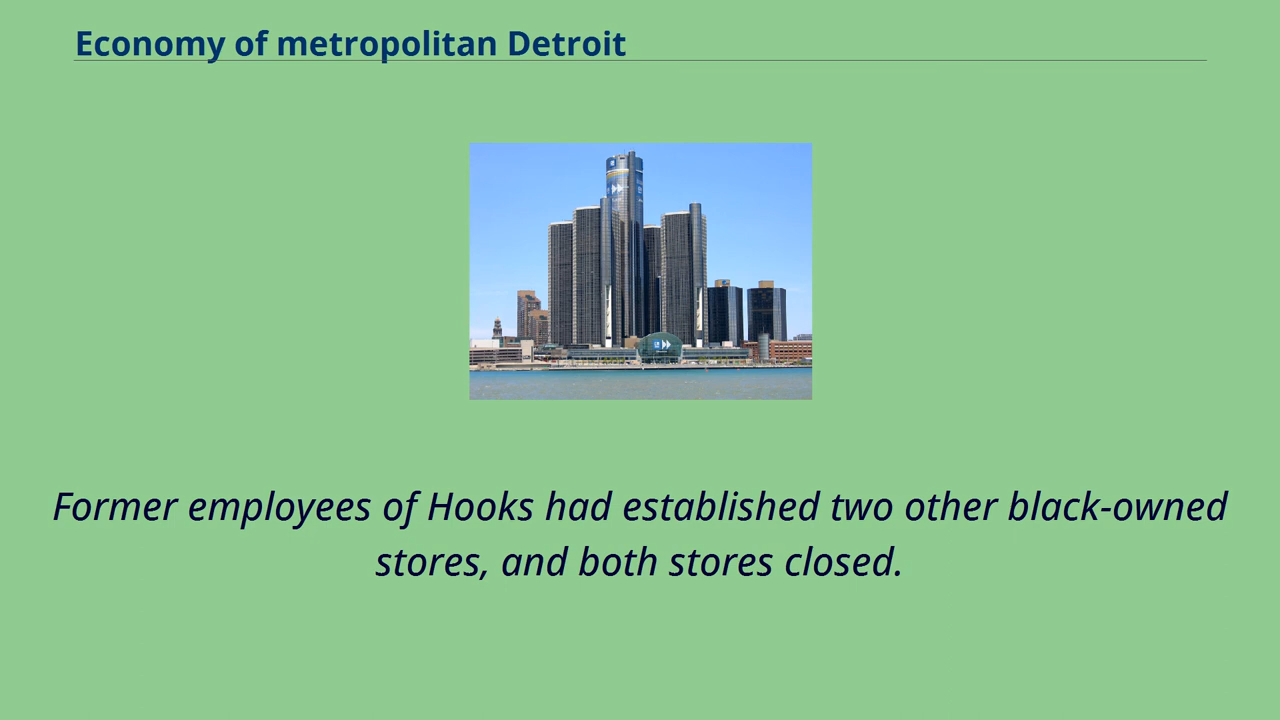 Economy of metropolitan Detroit
Former employees of Hooks had established two other black-owned
stores, and both stores closed.